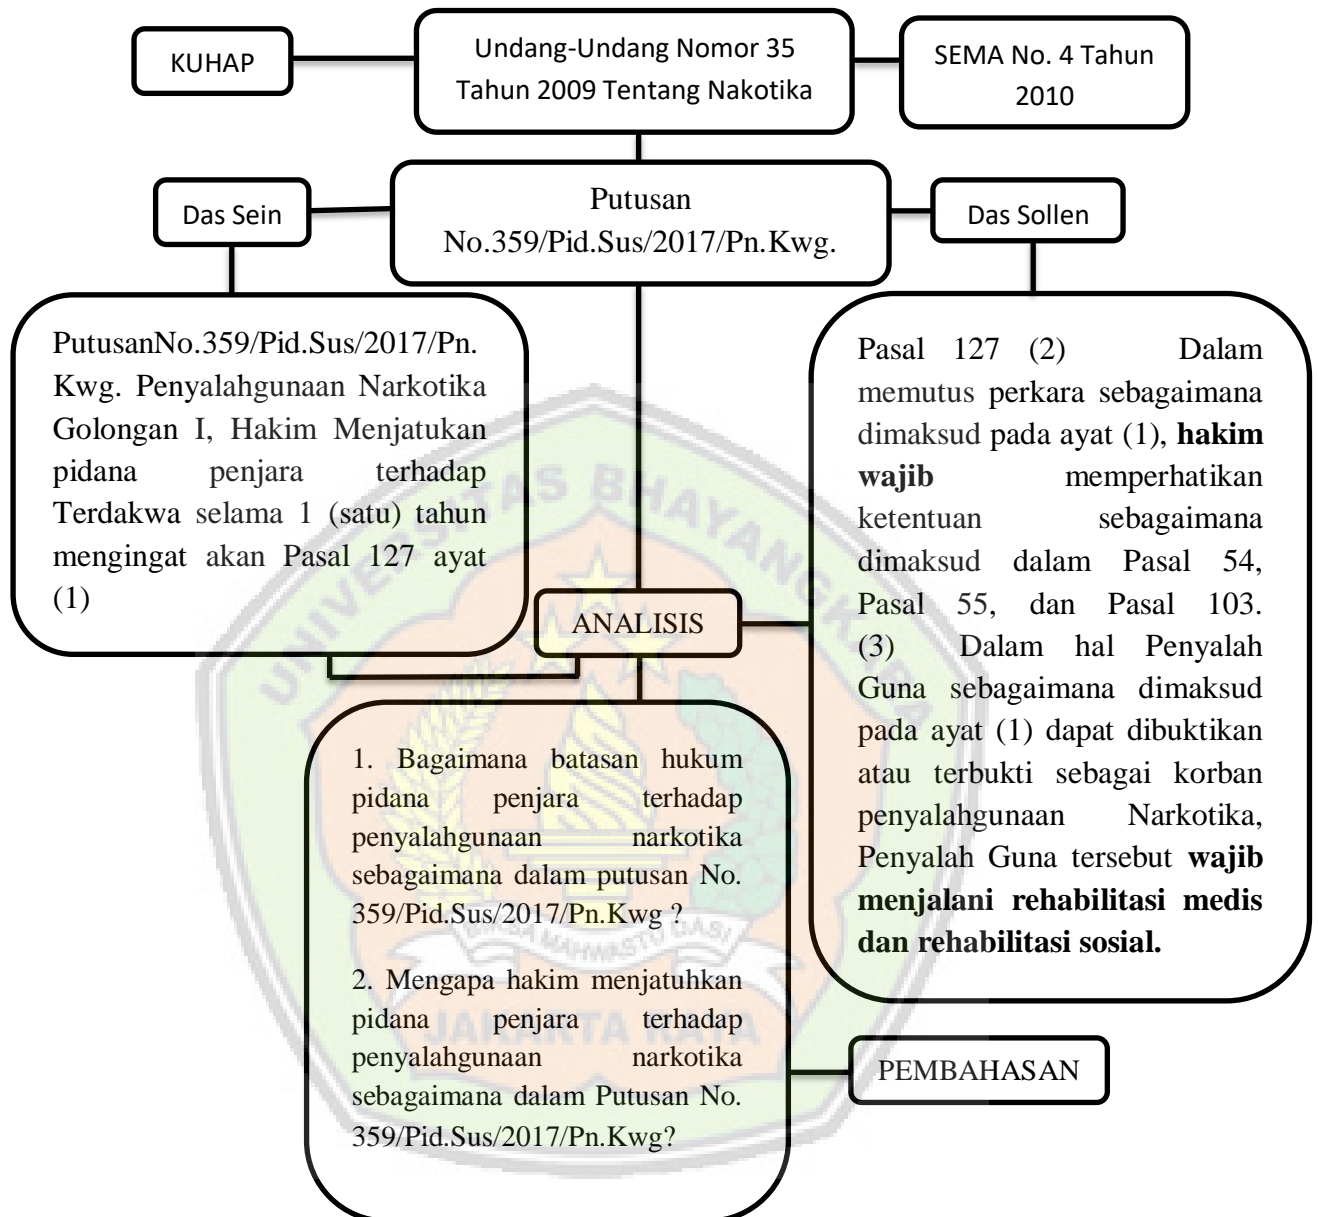 KUHAP
Undang-Undang Nomor 35
Tahun 2009 Tentang Nakotika
SEMA No. 4 Tahun
2010
Das Sein
Putusan
No.359/Pid.Sus/2017/Pn.Kwg.
Das Sollen
PutusanNo.359/Pid.Sus/2017/Pn.
Kwg. Penyalahgunaan Narkotika
Golongan I, Hakim Menjatukan
pidana penjara terhadap
Terdakwa selama 1 (satu) tahun
mengingat akan Pasal 127 ayat
(1)
Pasal 127 (2) Dalam
memutus perkara sebagaimana
dimaksud pada ayat (1), hakim
wajib memperhatikan
ketentuan sebagaimana
dimaksud dalam Pasal 54,
Pasal 55, dan Pasal 103.
(3) Dalam hal Penyalah
Guna sebagaimana dimaksud
pada ayat (1) dapat dibuktikan
atau terbukti sebagai korban
penyalahgunaan Narkotika,
Penyalah Guna tersebut wajib
menjalani rehabilitasi medis
dan rehabilitasi sosial.
ANALISIS
1. Bagaimana batasan hukum
pidana penjara terhadap
penyalahgunaan narkotika
sebagaimana dalam putusan No.
359/Pid.Sus/2017/Pn.Kwg ?
2. Mengapa hakim menjatuhkan
pidana penjara terhadap
penyalahgunaan narkotika
sebagaimana dalam Putusan No.
359/Pid.Sus/2017/Pn.Kwg?
PEMBAHASAN
UNIVERSITAS BHAYANGKARA
MAHWASTU DASI
JAKARTA RAYA